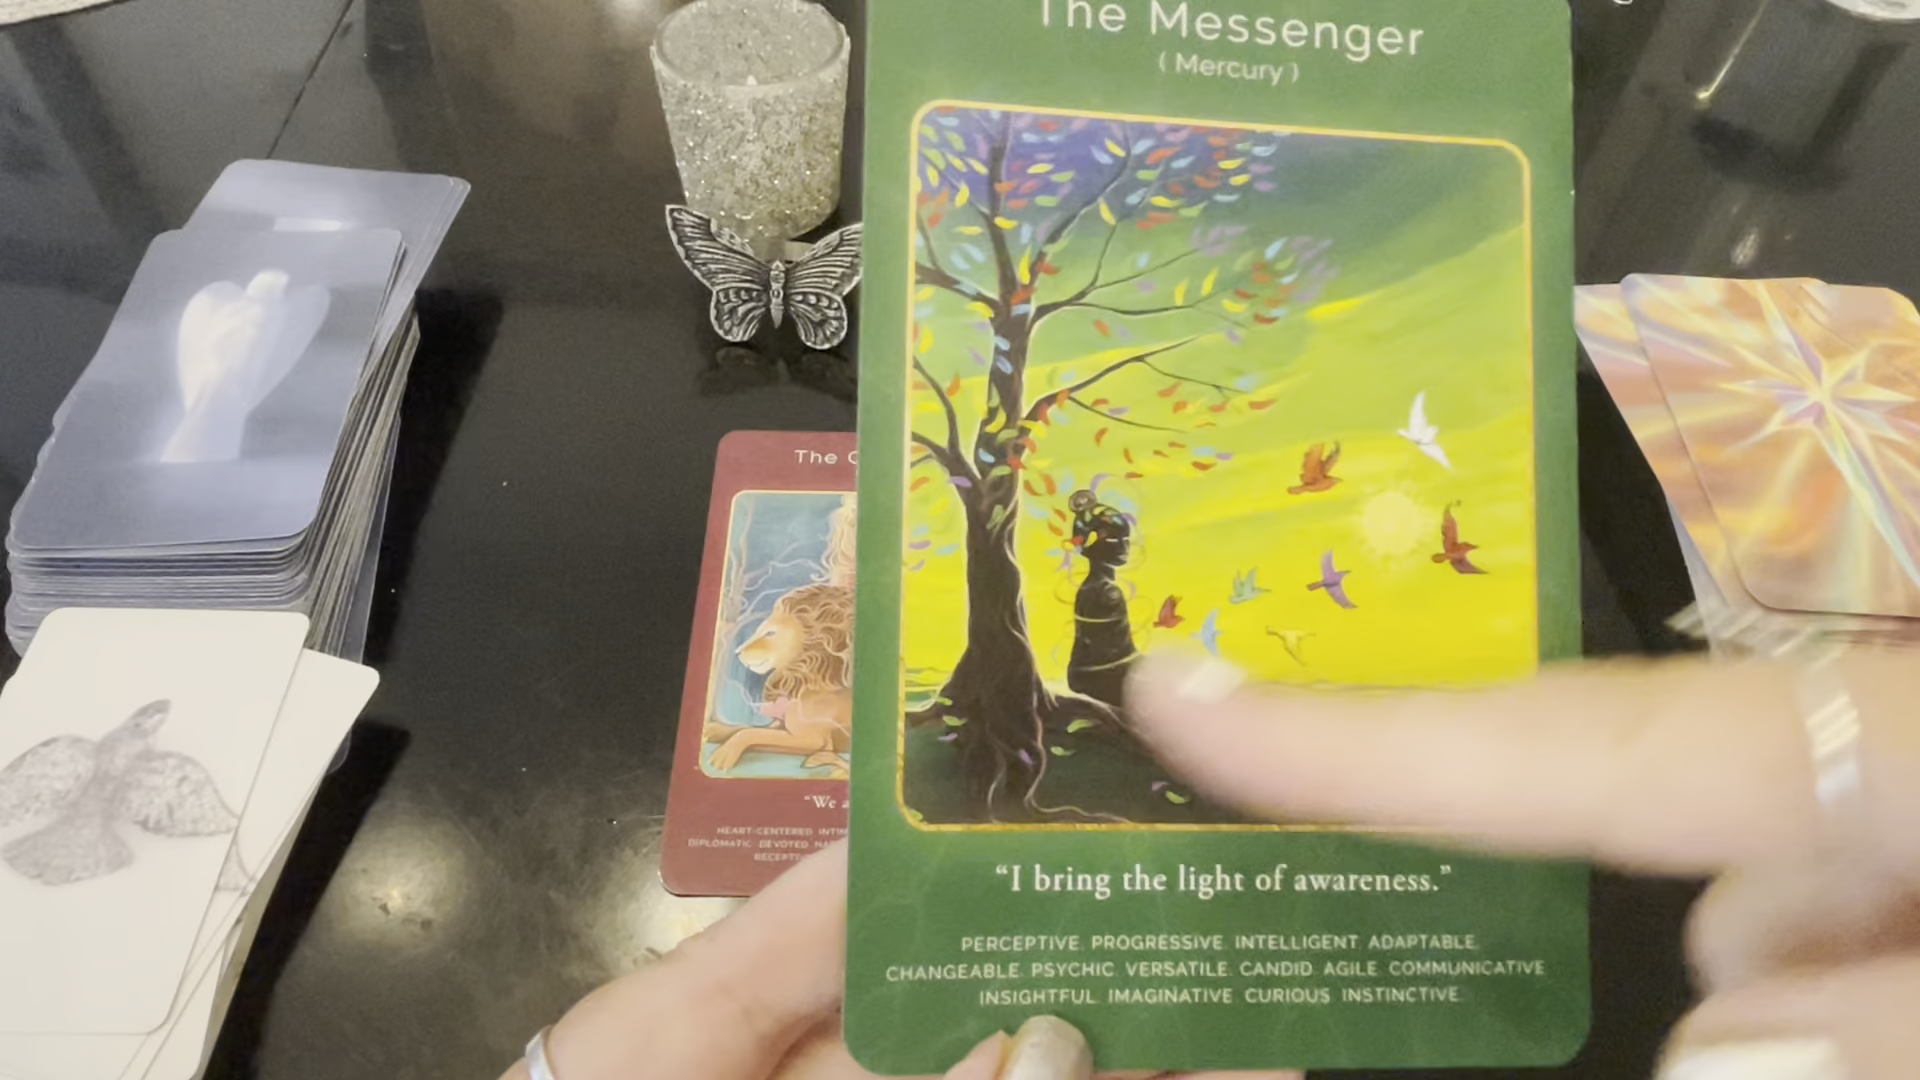 The Messenger
( Mercury )
"I bring the light of awareness."
PERCEPTIVE. PROGRESSIVE. INTELLIGENT. ADAPTABLE.
CHANGEABLE. PSYCHIC. VERSATILE. CANDID. AGILE. COMMUNICATIVE
INSIGHTFUL. IMAGINATIVE. CURIOUS. INSTINCTIVE.
The
"We
HEART-CENTERED
DIPLOMATIC. DEVOTED.